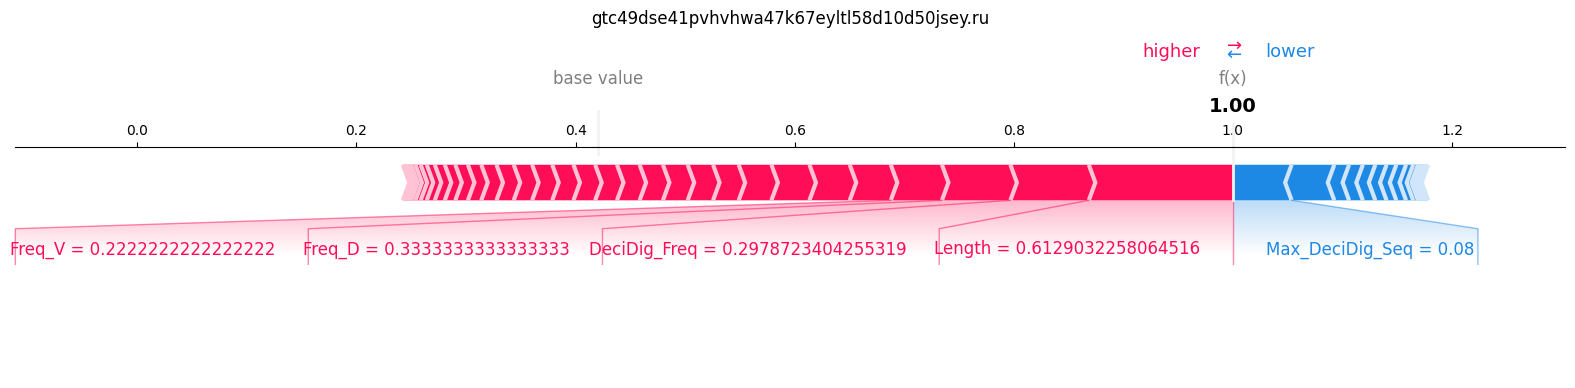 gtc49dse41pvhvhwa47k67eyltl58d10d50jsey.ru
higher ⇄ lower
base value f(x)
1.00
0.0 0.2 0.4 0.6 0.8 1.0 1.2
Freq_V = 0.2222222222222222 Freq_D = 0.3333333333333333 DeciDig_Freq = 0.2978723404255319 Length = 0.6129032258064516 Max_DeciDig_Seq = 0.08